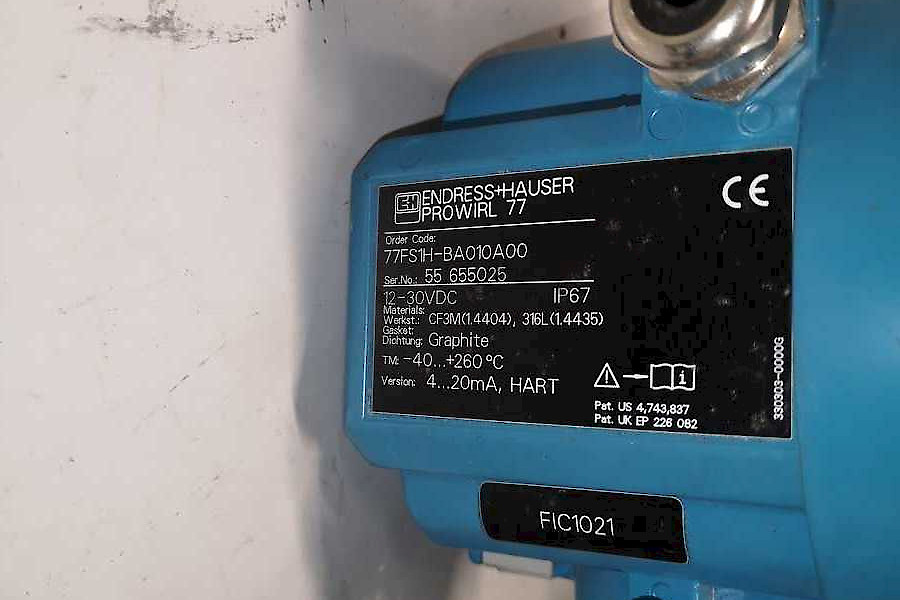 E+H ENDRESS+HAUSER
PROWIRL 77
CE
Order Code:
77FS1H-BA010A00
Ser.No.: 55 655025
12-30VDC IP67
Materials:
Werkst.: CF3M(1.4404), 316L(1.4435)
Gasket:
Dichtung: Graphite
TM: -40...+260°C
Version: 4...20mA, HART
Pat. US 4,743,837
Pat. UK EP 226 082
330303-0000G
FIC1021